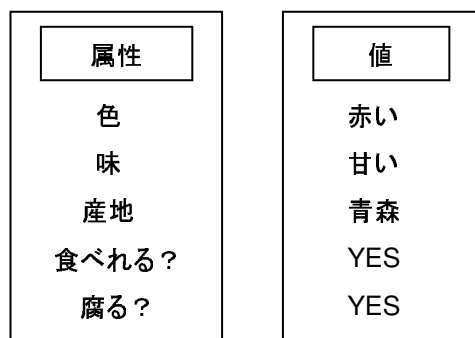 属性
色
味
産地
食べれる？
腐る？
値
赤い
甘い
青森
YES
YES